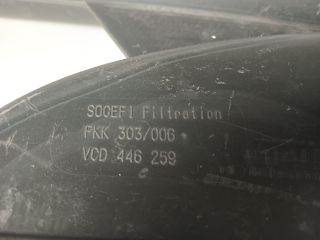 SOGEFI Filtration
FKK 303/006
VCD 446 259